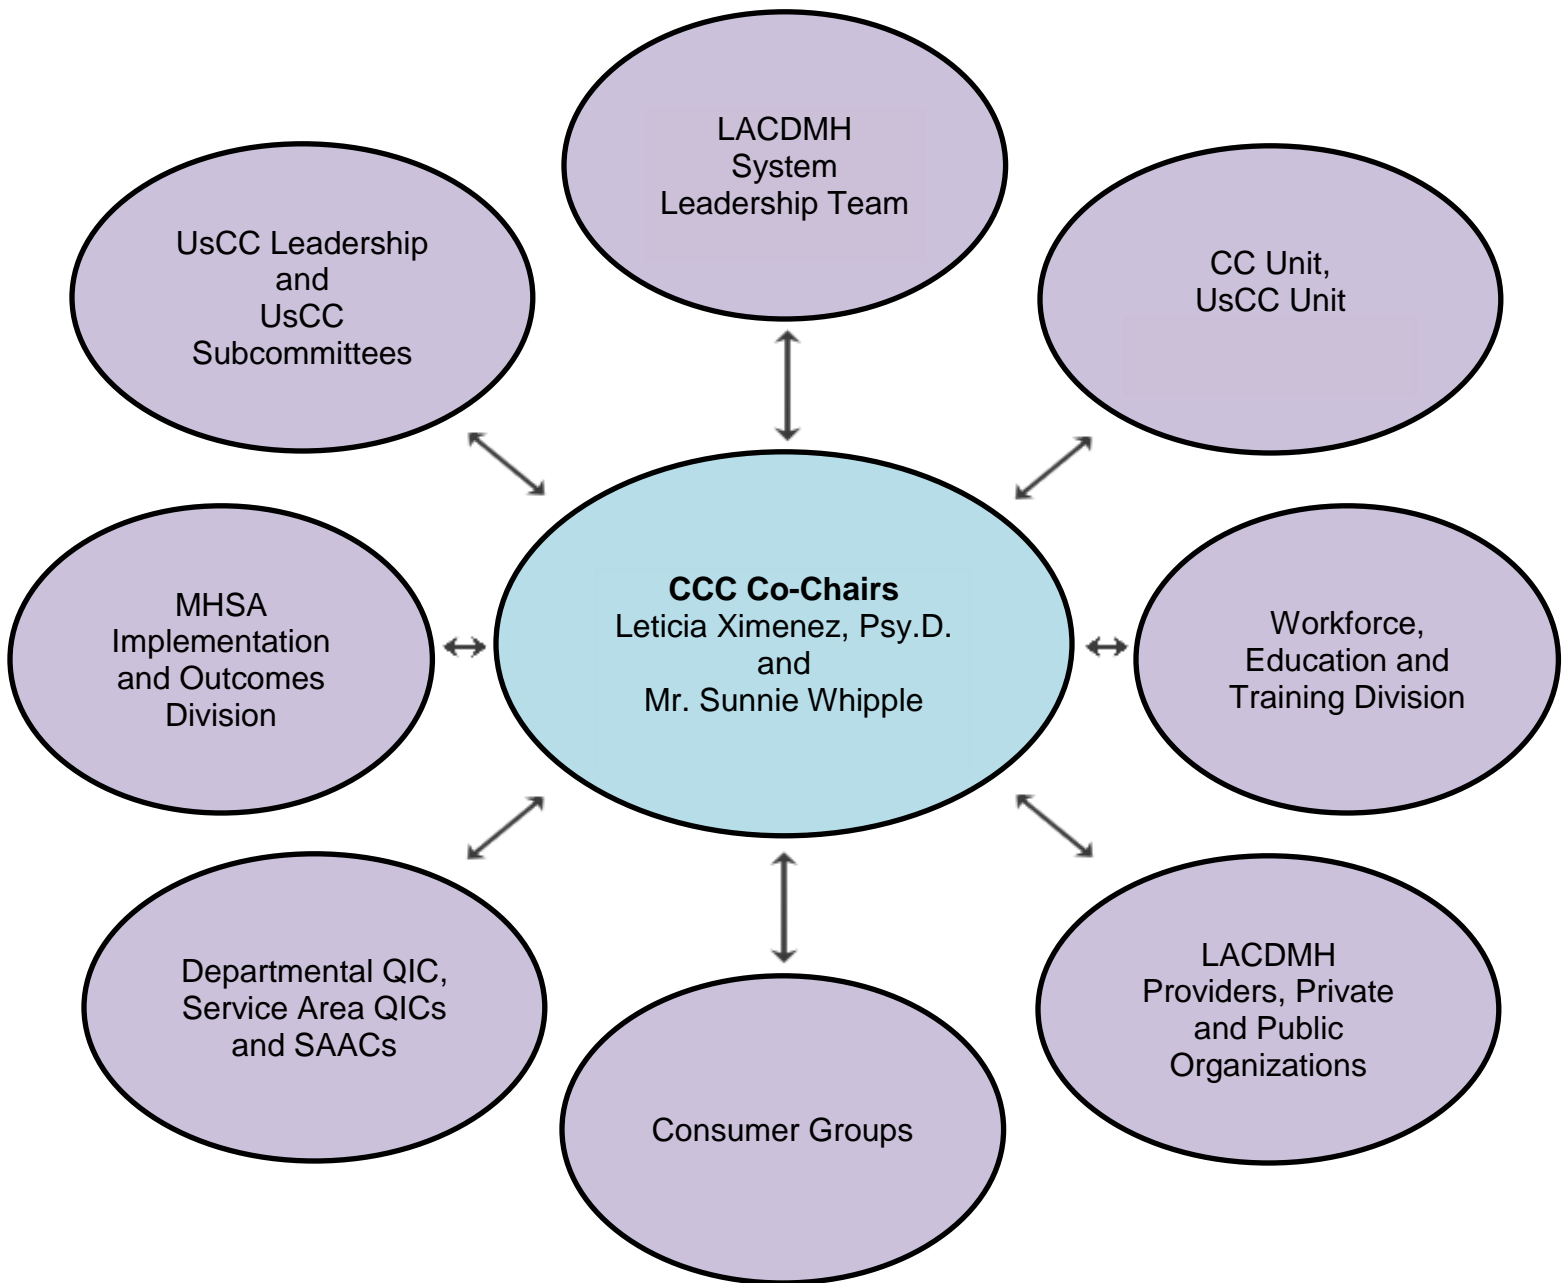 LACDMH
System
Leadership Team
UsCC Leadership
and
UsCC
Subcommittees
CC Unit,
UsCC Unit
CCC Co-Chairs
Leticia Ximenez, Psy.D.
and
Mr. Sunnie Whipple
MHSA
Implementation
and Outcomes
Division
Workforce,
Education and
Training Division
Departmental QIC,
Service Area QICs
and SAACs
LACDMH
Providers, Private
and Public
Organizations
Consumer Groups